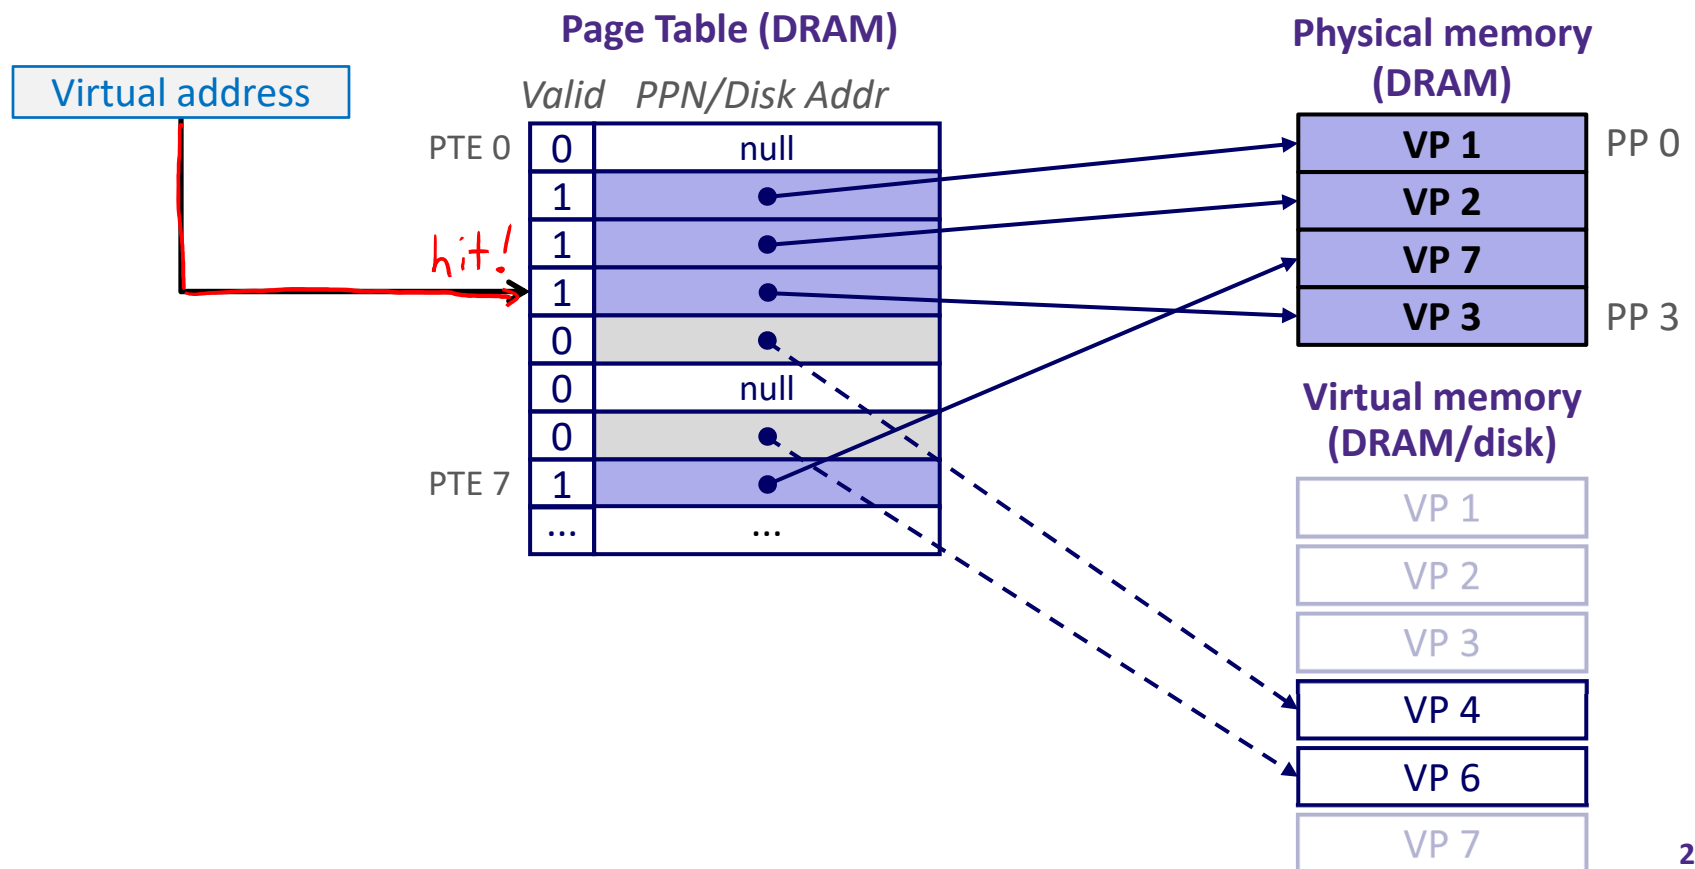 Page Table (DRAM)
Physical memory
(DRAM)
Virtual address
Valid PPN/Disk Addr
PTE 0 0 null
1
1
hit!
1
0
0 null
0
PTE 7 1
... ...
VP 1 PP 0
VP 2
VP 7
VP 3 PP 3
Virtual memory
(DRAM/disk)
VP 1
VP 2
VP 3
VP 4
VP 6
VP 7
2